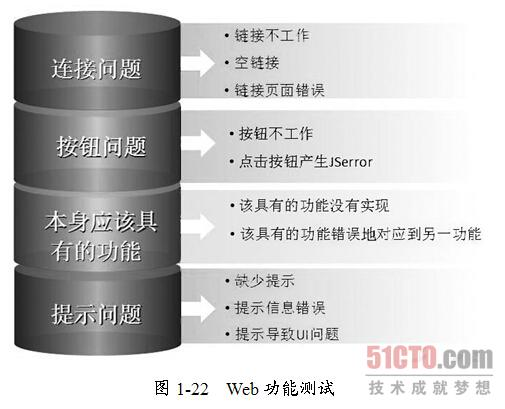 连接问题
• 链接不工作
• 空链接
• 链接页面错误
按钮问题
• 按钮不工作
• 点击按钮产生JSerror
本身应该具
有的功能
• 该具有的功能没有实现
• 该具有的功能错误地对应到另一功能
提示问题
• 缺少提示
• 提示信息错误
• 提示导致UI问题
51CTO.com
技术成就梦想
图 1-22 Web 功能测试